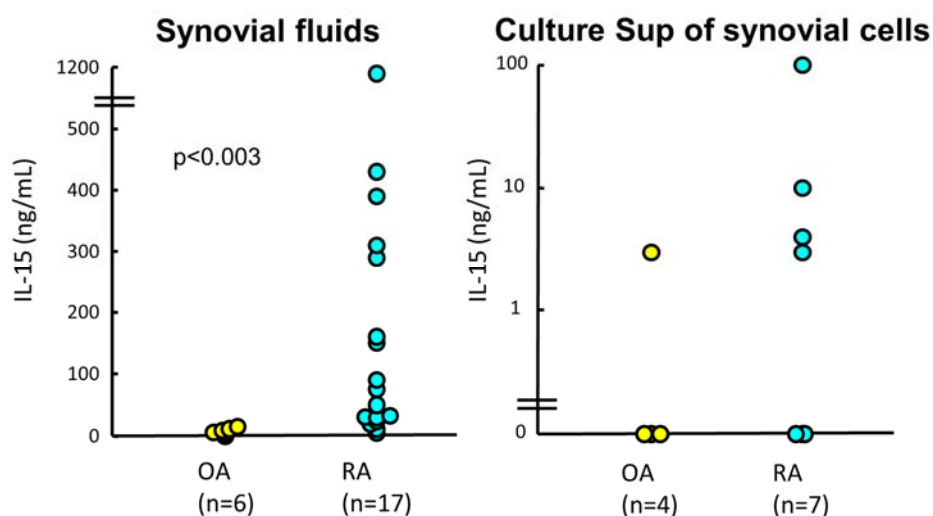 Synovial fluids
1200
500
400
300
200
100
0
IL-15 (ng/mL)
p<0.003
OA
(n=6)
RA
(n=17)
Culture Sup of synovial cells
100
10
1
0
IL-15 (ng/mL)
OA
(n=4)
RA
(n=7)